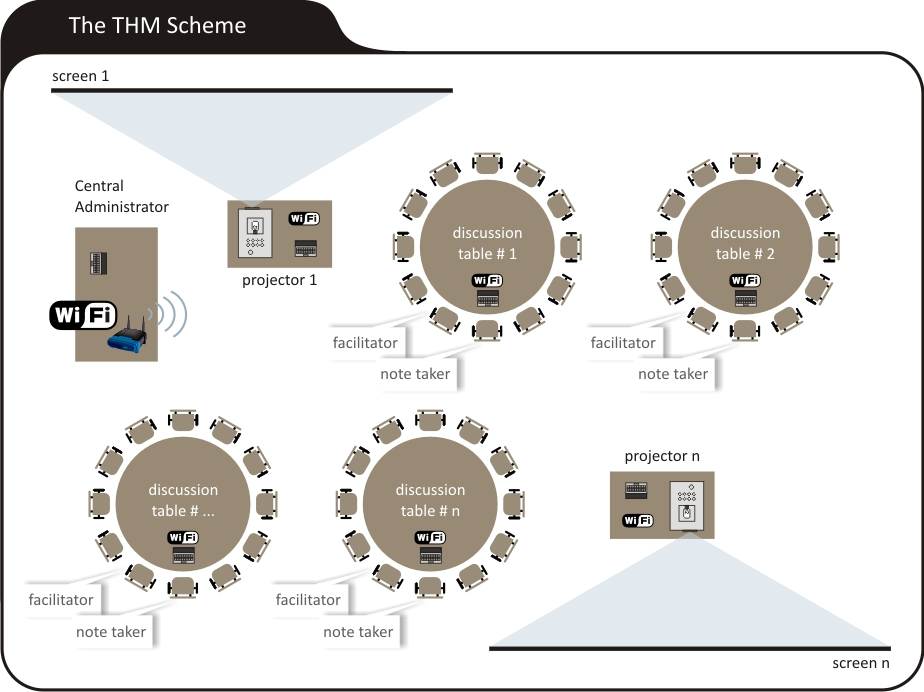 The THM Scheme
screen 1
Central
Administrator
WiFi
projector 1
WiFi
discussion
table # 1
WiFi
facilitator
note taker
discussion
table # 2
WiFi
facilitator
note taker
discussion
table # ...
WiFi
facilitator
note taker
discussion
table # n
WiFi
facilitator
note taker
projector n
WiFi
screen n